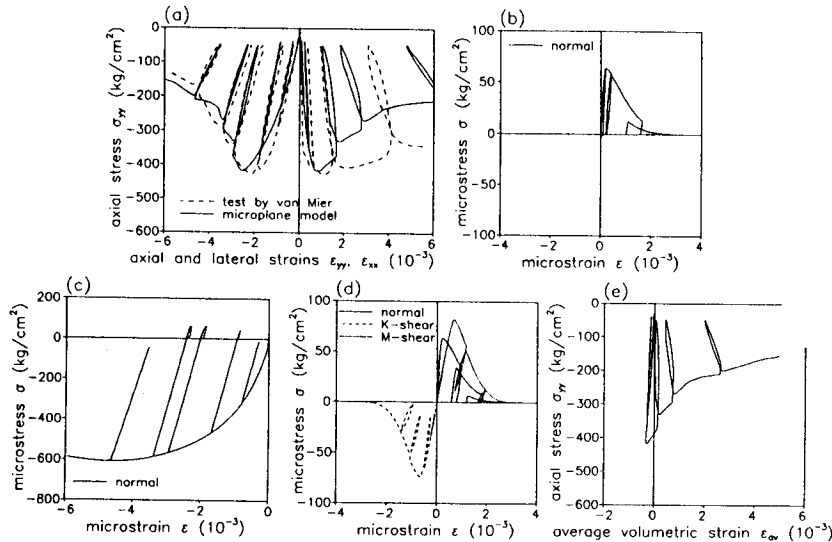 (a)
0
-100
-200
-300
-400
-500
-600
axial stress σyy (kg/cm²)
test by van Mier
microplane model
-6 -4 -2 0 2 4 6
axial and lateral strains εyy, εxx (10⁻³)
(b)
normal
100
50
0
-50
-100
microstress σ (kg/cm²)
-4 -2 0 2 4
microstrain ε (10⁻³)
(c)
200
0
-200
-400
-600
-800
microstress σ (kg/cm²)
normal
-6 -4 -2 0
microstrain ε (10⁻³)
(d)
normal
K-shear
M-shear
100
50
0
-50
-100
microstress σ (kg/cm²)
-4 -2 0 2 4
microstrain ε (10⁻³)
(e)
0
-100
-200
-300
-400
-500
-600
axial stress σyy (kg/cm²)
-2 0 2 4 6
average volumetric strain εav (10⁻³)